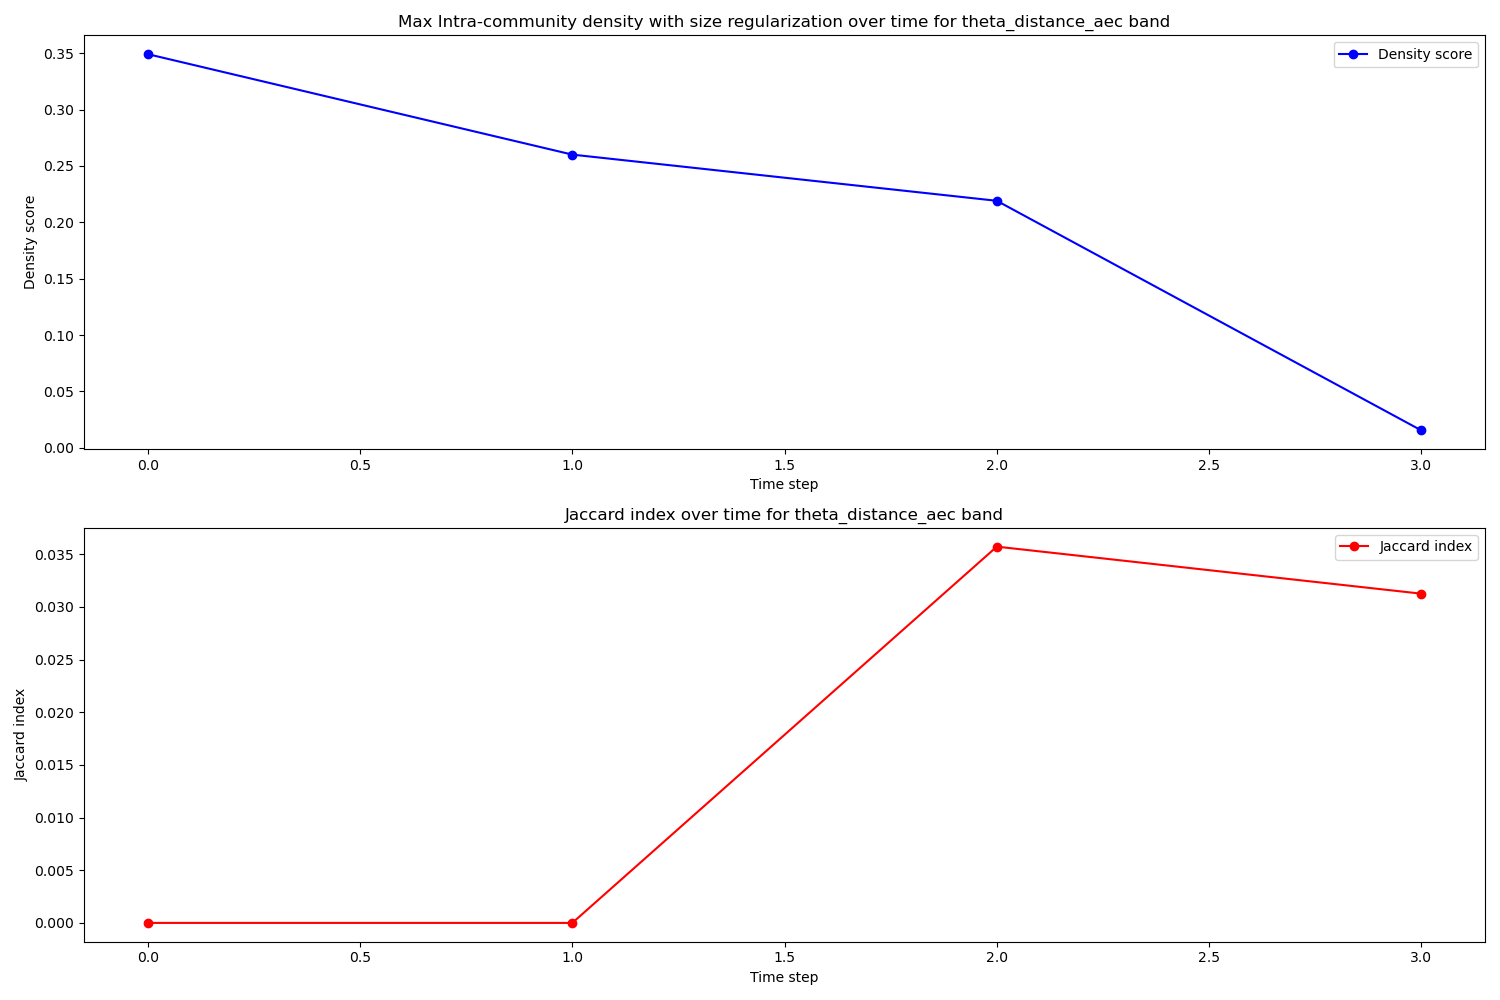 Max Intra-community density with size regularization over time for theta_distance_aec band
Density score
0.35
0.30
0.25
0.20
0.15
0.10
0.05
0.00
Density score
0.0 0.5 1.0 1.5 2.0 2.5 3.0
Time step
Jaccard index over time for theta_distance_aec band
Jaccard index
0.035
0.030
0.025
0.020
0.015
0.010
0.005
0.000
Jaccard index
0.0 0.5 1.0 1.5 2.0 2.5 3.0
Time step